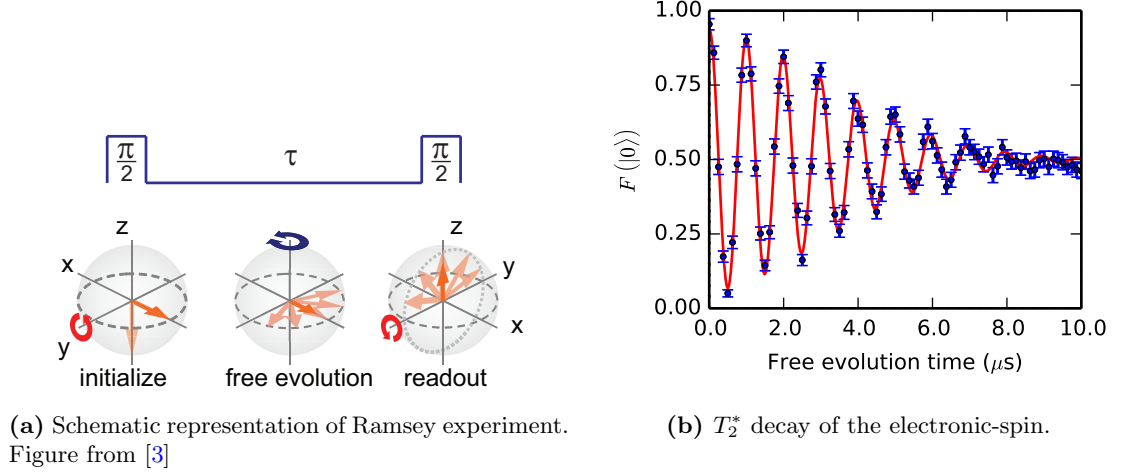 π/2
τ
π/2
z
x
y
initialize
free evolution
z
y
x
readout
F (|0⟩)
1.00
0.75
0.50
0.25
0.00
0.0 2.0 4.0 6.0 8.0 10.0
Free evolution time (μs)
(a) Schematic representation of Ramsey experiment.
Figure from [3]
(b) T₂* decay of the electronic-spin.